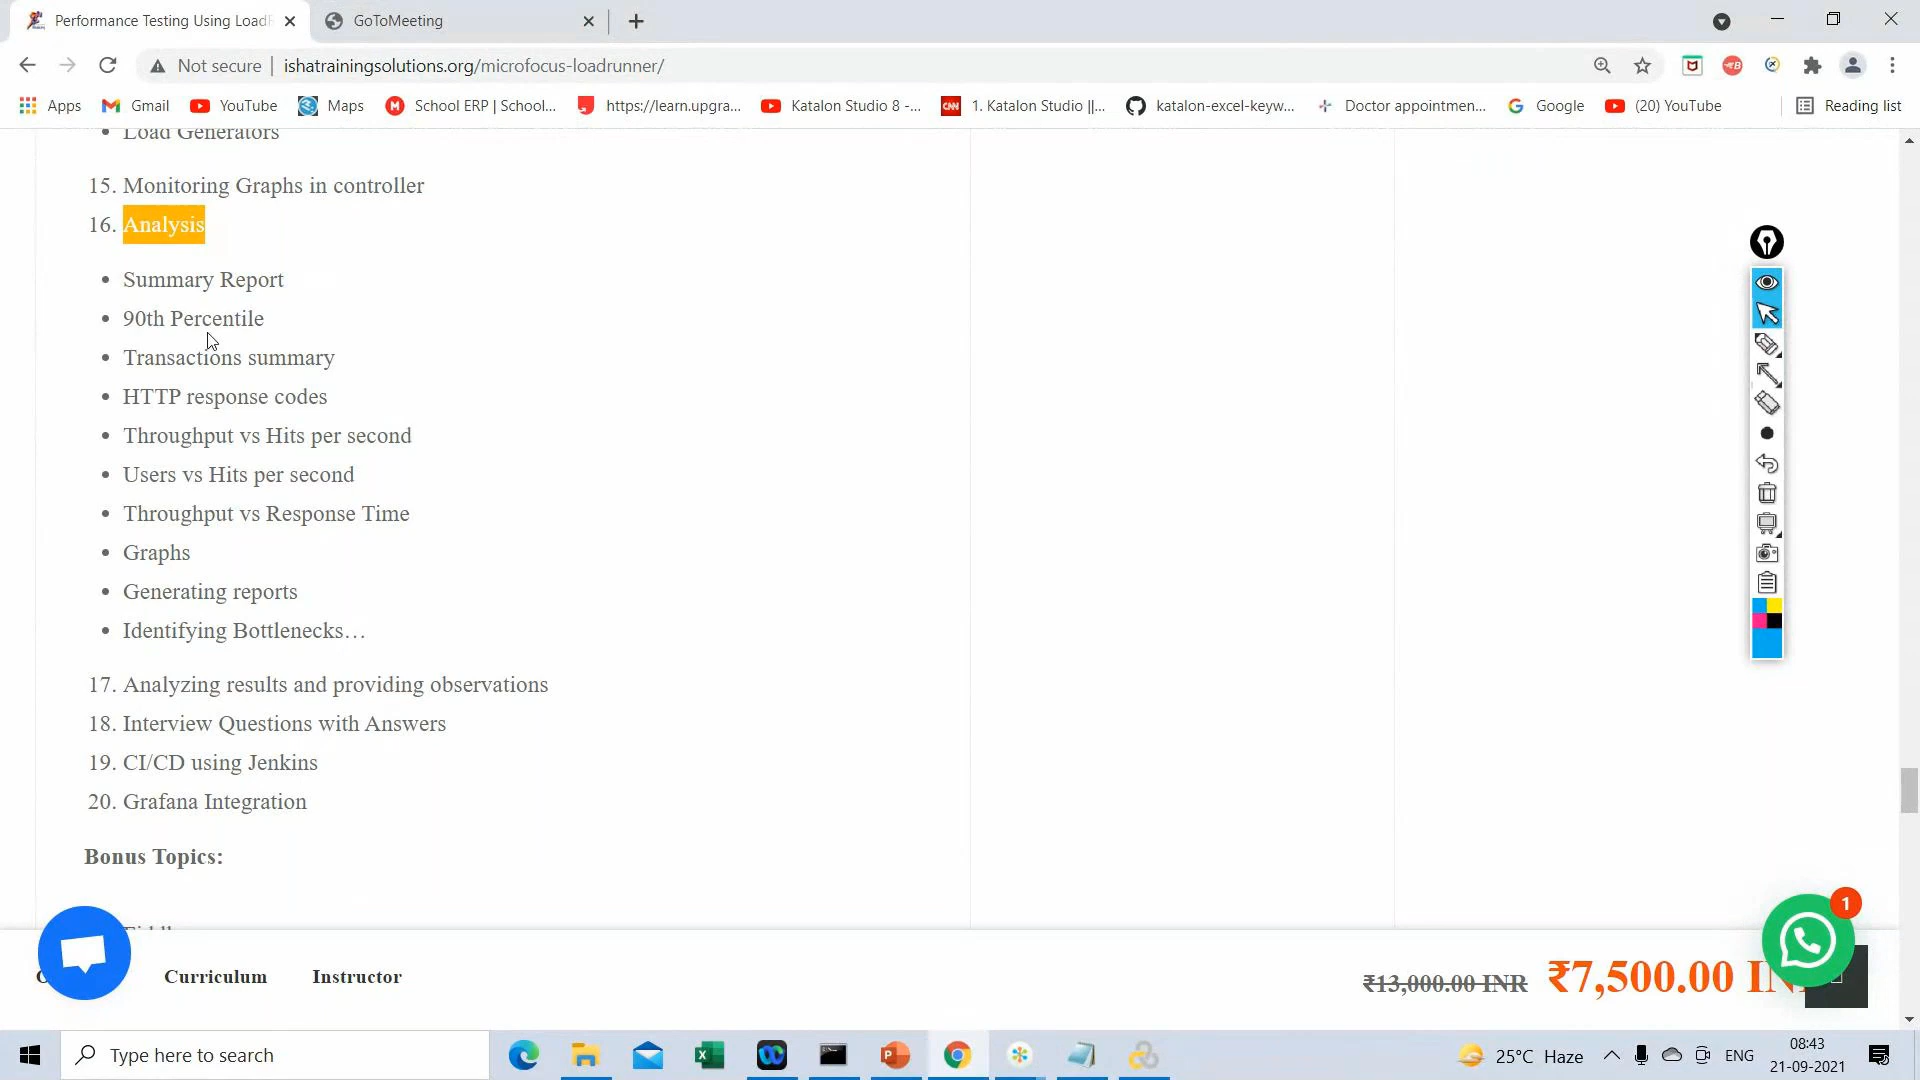 Performance Testing Using Load
GoToMeeting
Not secure
ishatrainingsolutions.org/microfocus-loadrunner/
Apps
Gmail
YouTube
Maps
School ERP | School...
https://learn.upgra...
Katalon Studio 8 -...
CNN
1. Katalon Studio ||...
katalon-excel-keyw...
Doctor appointmen...
Google
(20) YouTube
Reading list
• Load Generators
15. Monitoring Graphs in controller
16. Analysis
• Summary Report
• 90th Percentile
• Transactions summary
• HTTP response codes
• Throughput vs Hits per second
• Users vs Hits per second
• Throughput vs Response Time
• Graphs
• Generating reports
• Identifying Bottlenecks…
17. Analyzing results and providing observations
18. Interview Questions with Answers
19. CI/CD using Jenkins
20. Grafana Integration
Bonus Topics:
Curriculum
Instructor
₹13,000.00 INR
₹7,500.00
1
Type here to search
25°C Haze
ENG
08:43
21-09-2021